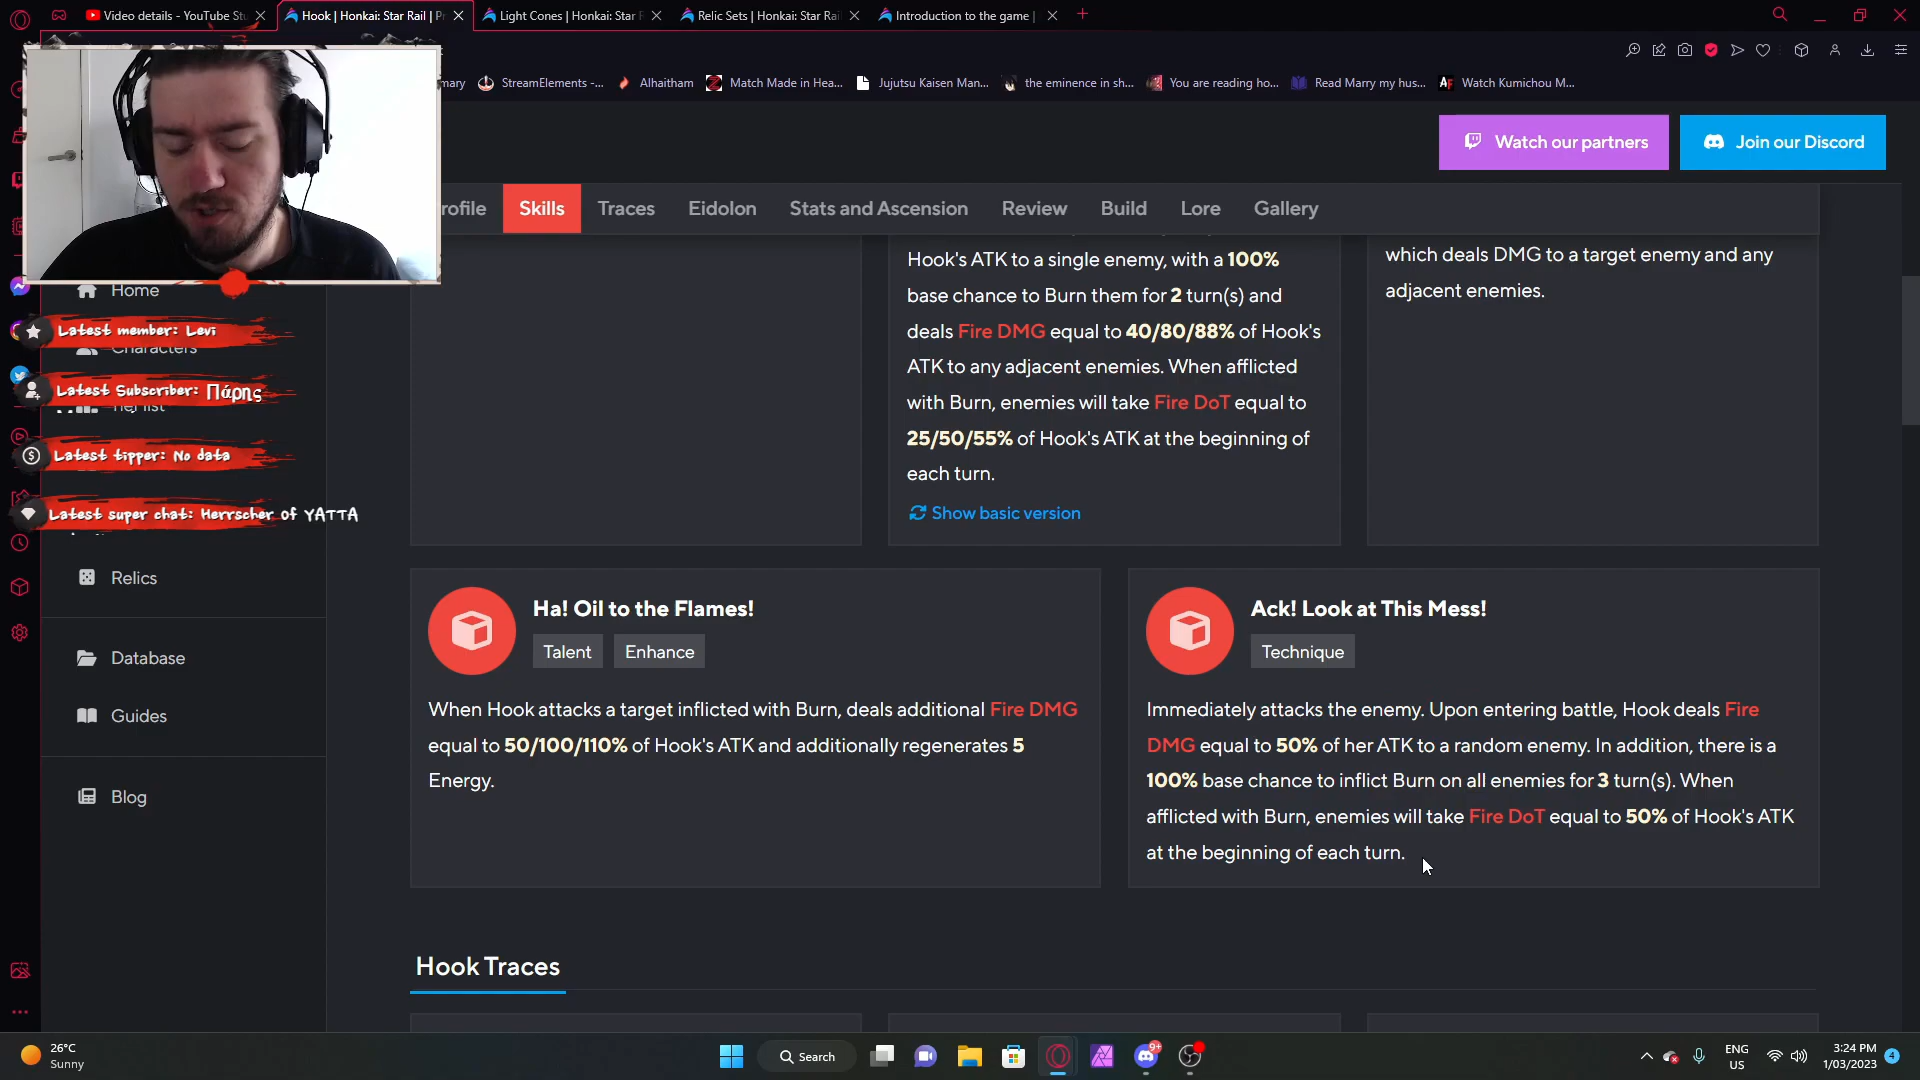 Video details - YouTube Stu
Hook | Honkai: Star Rail | Pr
Light Cones | Honkai: Star R
Relic Sets | Honkai: Star Rail
Introduction to the game |
mary
StreamElements -...
Alhaitham
Match Made in Hea...
Jujutsu Kaisen Man...
the eminence in sh...
You are reading ho...
Read Marry my hus...
Watch Kumichou M...
Watch our partners
Join our Discord
rofile
Skills
Traces
Eidolon
Stats and Ascension
Review
Build
Lore
Gallery
Home
Latest member: Levi
Characters
Latest Subscriber: Πάρης
Latest tipper: No data
Latest super chat: Herrscher of YATTA
Relics
Database
Guides
Blog
Hook's ATK to a single enemy, with a 100%
base chance to Burn them for 2 turn(s) and
deals Fire DMG equal to 40/80/88% of Hook's
ATK to any adjacent enemies. When afflicted
with Burn, enemies will take Fire DoT equal to
25/50/55% of Hook's ATK at the beginning of
each turn.
Show basic version
which deals DMG to a target enemy and any
adjacent enemies.
Ha! Oil to the Flames!
Talent
Enhance
When Hook attacks a target inflicted with Burn, deals additional Fire DMG
equal to 50/100/110% of Hook's ATK and additionally regenerates 5
Energy.
Ack! Look at This Mess!
Technique
Immediately attacks the enemy. Upon entering battle, Hook deals Fire
DMG equal to 50% of her ATK to a random enemy. In addition, there is a
100% base chance to inflict Burn on all enemies for 3 turn(s). When
afflicted with Burn, enemies will take Fire DoT equal to 50% of Hook's ATK
at the beginning of each turn.
Hook Traces
26°C
Sunny
Search
9+
ENG
US
3:24 PM
1/03/2023
4